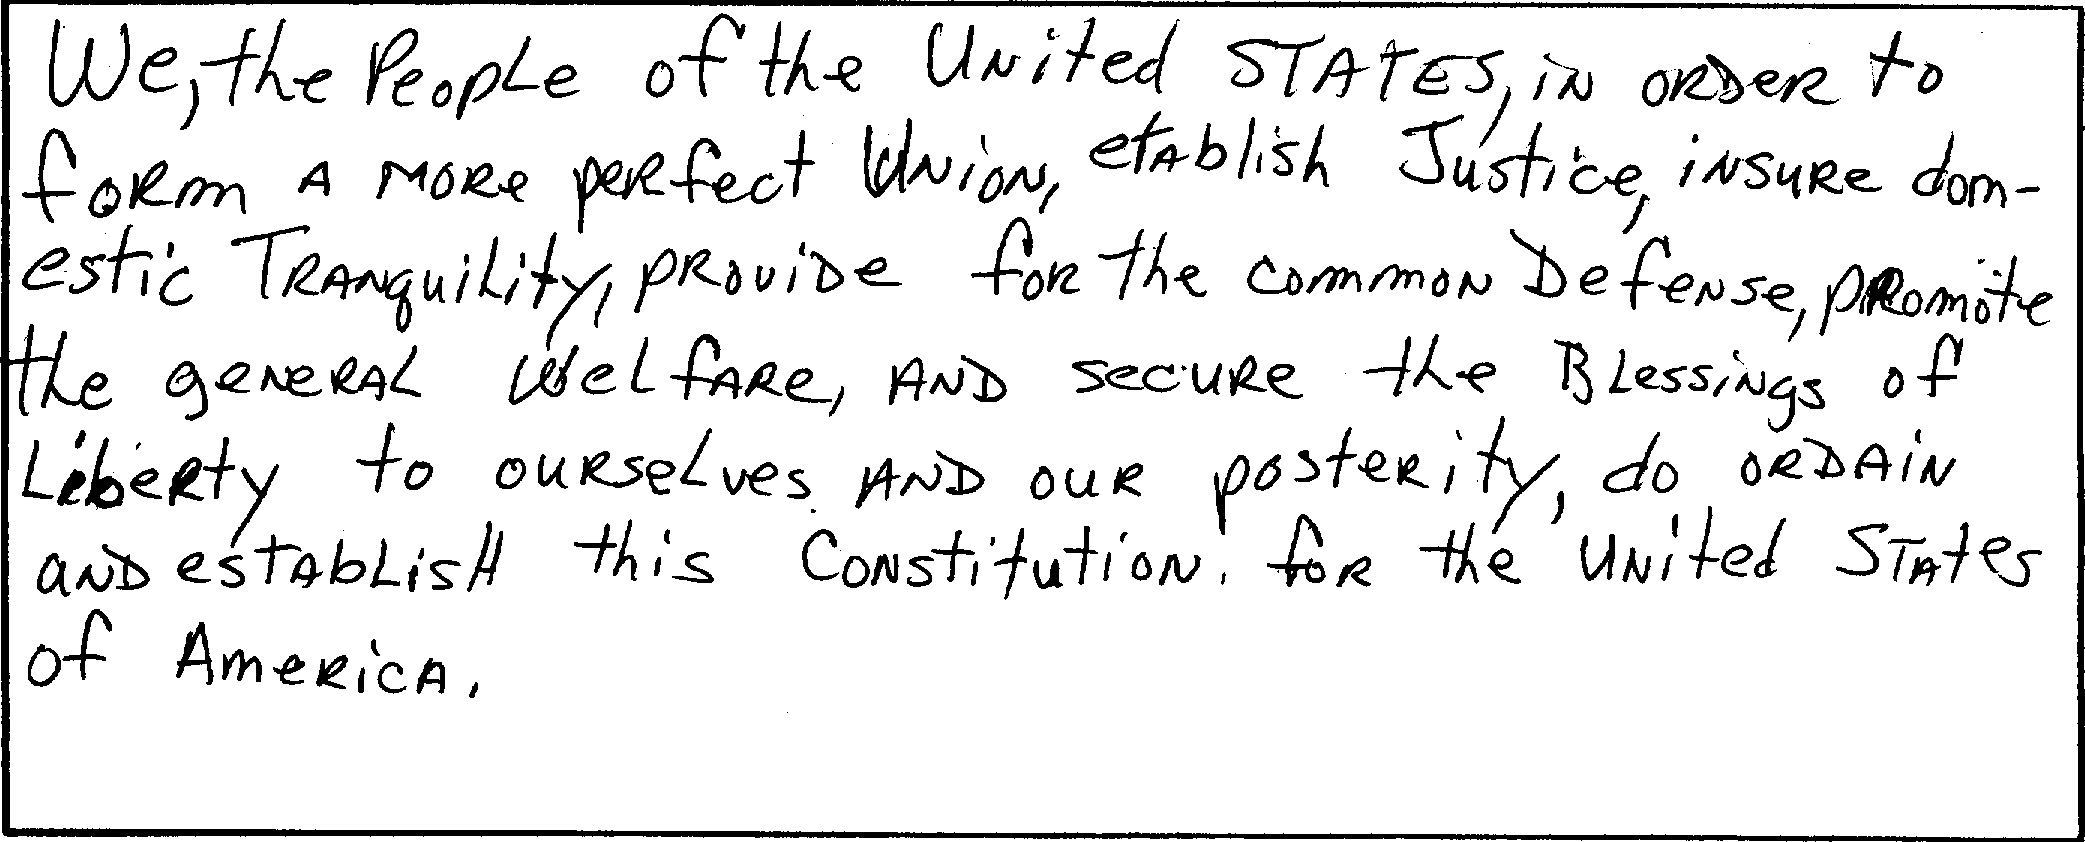 We, the People of the United STATES, in order to
form a more perfect Union, etablish Justice, insure dom-
estic Tranquility, provide for the common Defense, promote
the general Welfare, and secure the Blessings of
Liberty to ourselves and our posterity, do ordain
and establish this Constitution. for the United States
of America.